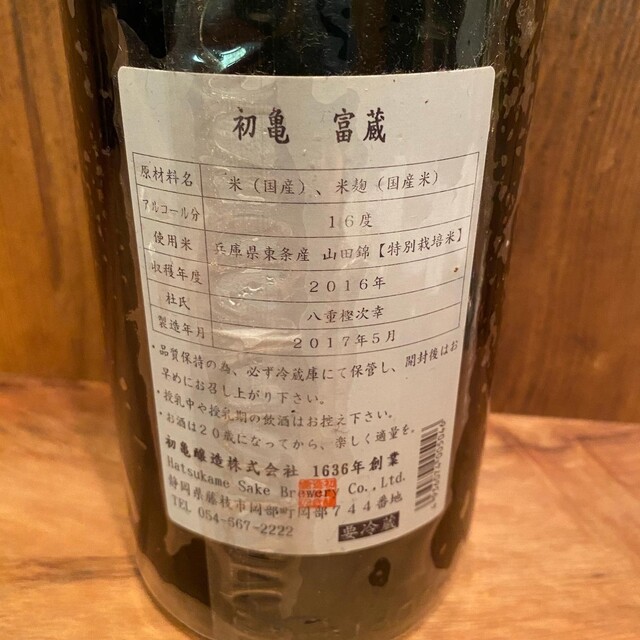 初亀 富蔵
原材料名 米（国産）、米麹（国産米）
アルコール分 １６度
使用米 兵庫県東条産 山田錦【特別栽培米】
収穫年度 ２０１６年
杜氏 八重樫次幸
製造年月 ２０１７年５月
・品質保持の為、必ず冷蔵庫にて保管し、開封後はお
早めにお召し上がり下さい。
・授乳中や授乳期の飲酒はお控え下さい。
・お酒は２０歳になってから、楽しく適量を。
初亀醸造株式会社 1636年創業
Hatsukame Sake Brewery Co.,Ltd.
静岡県藤枝市岡部町岡部７４４番地
TEL 054-667-2222
要冷蔵